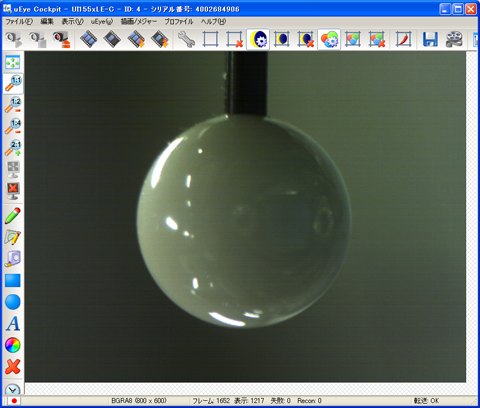 uEye Cockpit - UI155xLE-C - ID: 4 - シリアル番号: 4002684906
ファイル(F) 編集 表示(V) uEye(u) 描画/メジャー プロファイル ヘルプ(H)
1:1
1:2
1:4
2:1
A
BGRA8 (800 x 600) フレーム: 1652 表示: 1217 失敗: 0 Recon: 0 転送: OK